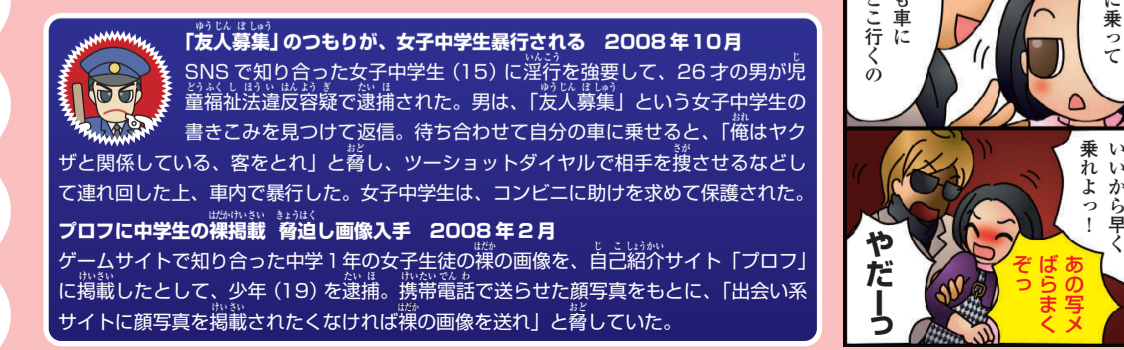 「友人募集」のつもりが、女子中学生暴行される　2008年10月
SNSで知り合った女子中学生（15）に淫行を強要して、26才の男が児
童福祉法違反容疑で逮捕された。男は、「友人募集」という女子中学生の
書きこみを見つけて返信。待ち合わせて自分の車に乗せると、「俺はヤク
ザと関係している、客をとれ」と脅し、ツーショットダイヤルで相手を捜させるなどし
て連れ回した上、車内で暴行した。女子中学生は、コンビニに助けを求めて保護された。
プロフに中学生の裸掲載　脅迫し画像入手　2008年2月
ゲームサイトで知り合った中学1年の女子生徒の裸の画像を、自己紹介サイト「プロフ」
に掲載したとして、少年（19）を逮捕。携帯電話で送らせた顔写真をもとに、「出会い系
サイトに顔写真を掲載されたくなければ裸の画像を送れ」と脅していた。
に乗って
も車に
とこ行くの
いいから早く
乗れよっ！
あの写メ
ばらまく
ぞっ
やだーっ